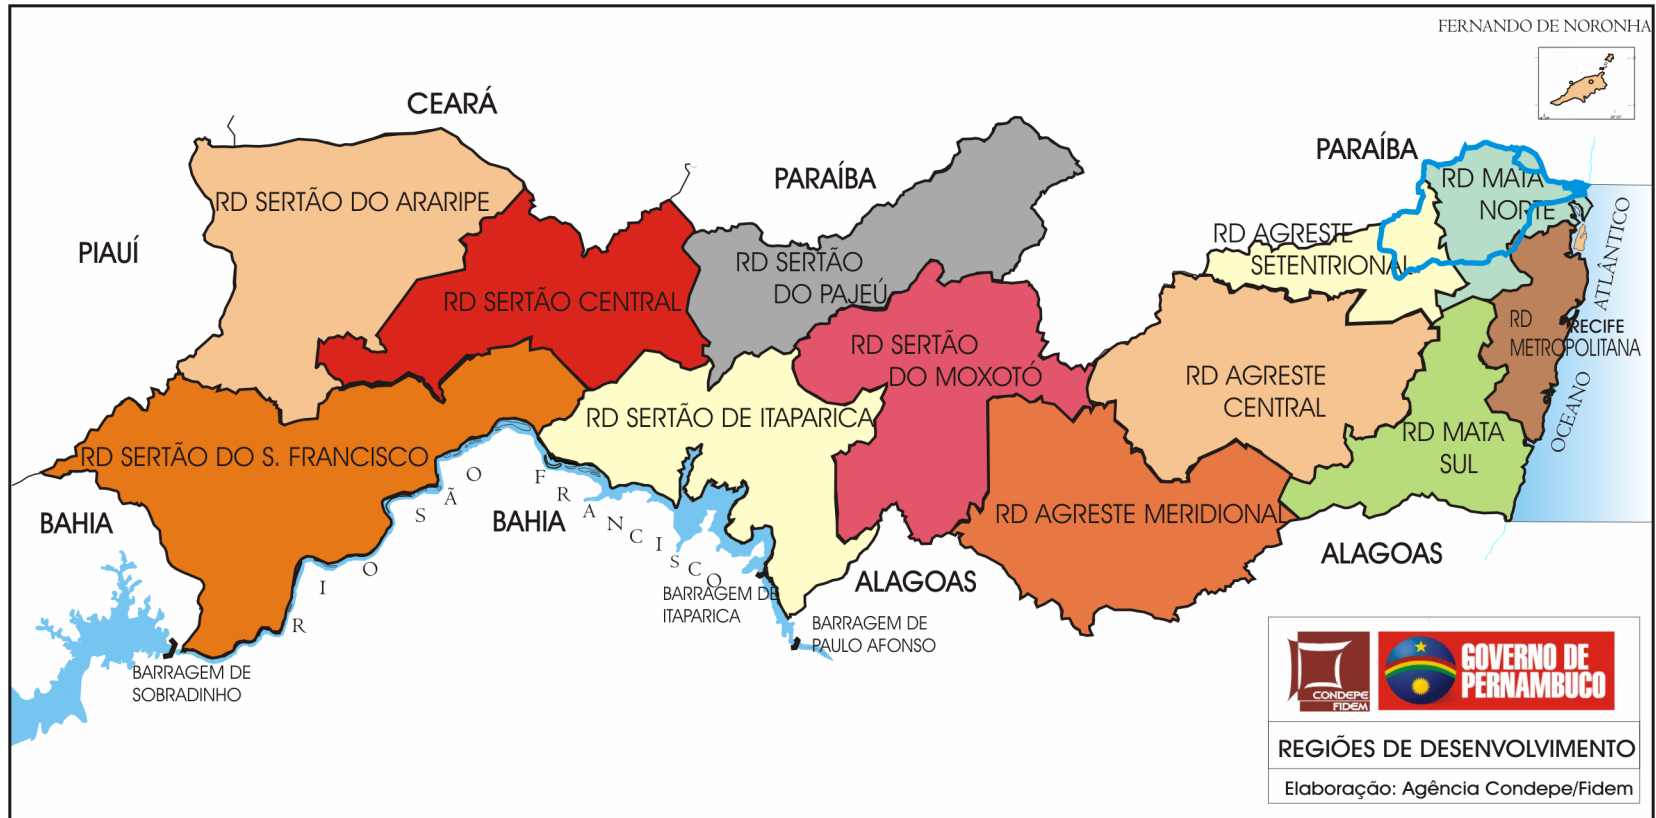 FERNANDO DE NORONHA
CEARÁ
PARAÍBA
PARAÍBA
RD MATA
NORTE
RD SERTÃO DO ARARIPE
PIAUÍ
RD AGRESTE
SETENTRIONAL
RD SERTÃO
DO PAJEÚ
RD SERTÃO CENTRAL
OCEANO ATLÂNTICO
RD
METROPOLITANA
RECIFE
RD SERTÃO
DO MOXOTÓ
RD AGRESTE
CENTRAL
RD SERTÃO DE ITAPARICA
RD MATA
SUL
RD SERTÃO DO S. FRANCISCO
RIO SÃO FRANCISCO
BAHIA
BAHIA
RD AGRESTE MERIDIONAL
ALAGOAS
ALAGOAS
BARRAGEM DE
ITAPARICA
BARRAGEM DE
PAULO AFONSO
BARRAGEM DE
SOBRADINHO
CONDEPE
FIDEM
GOVERNO DE
PERNAMBUCO
REGIÕES DE DESENVOLVIMENTO
Elaboração: Agência Condepe/Fidem